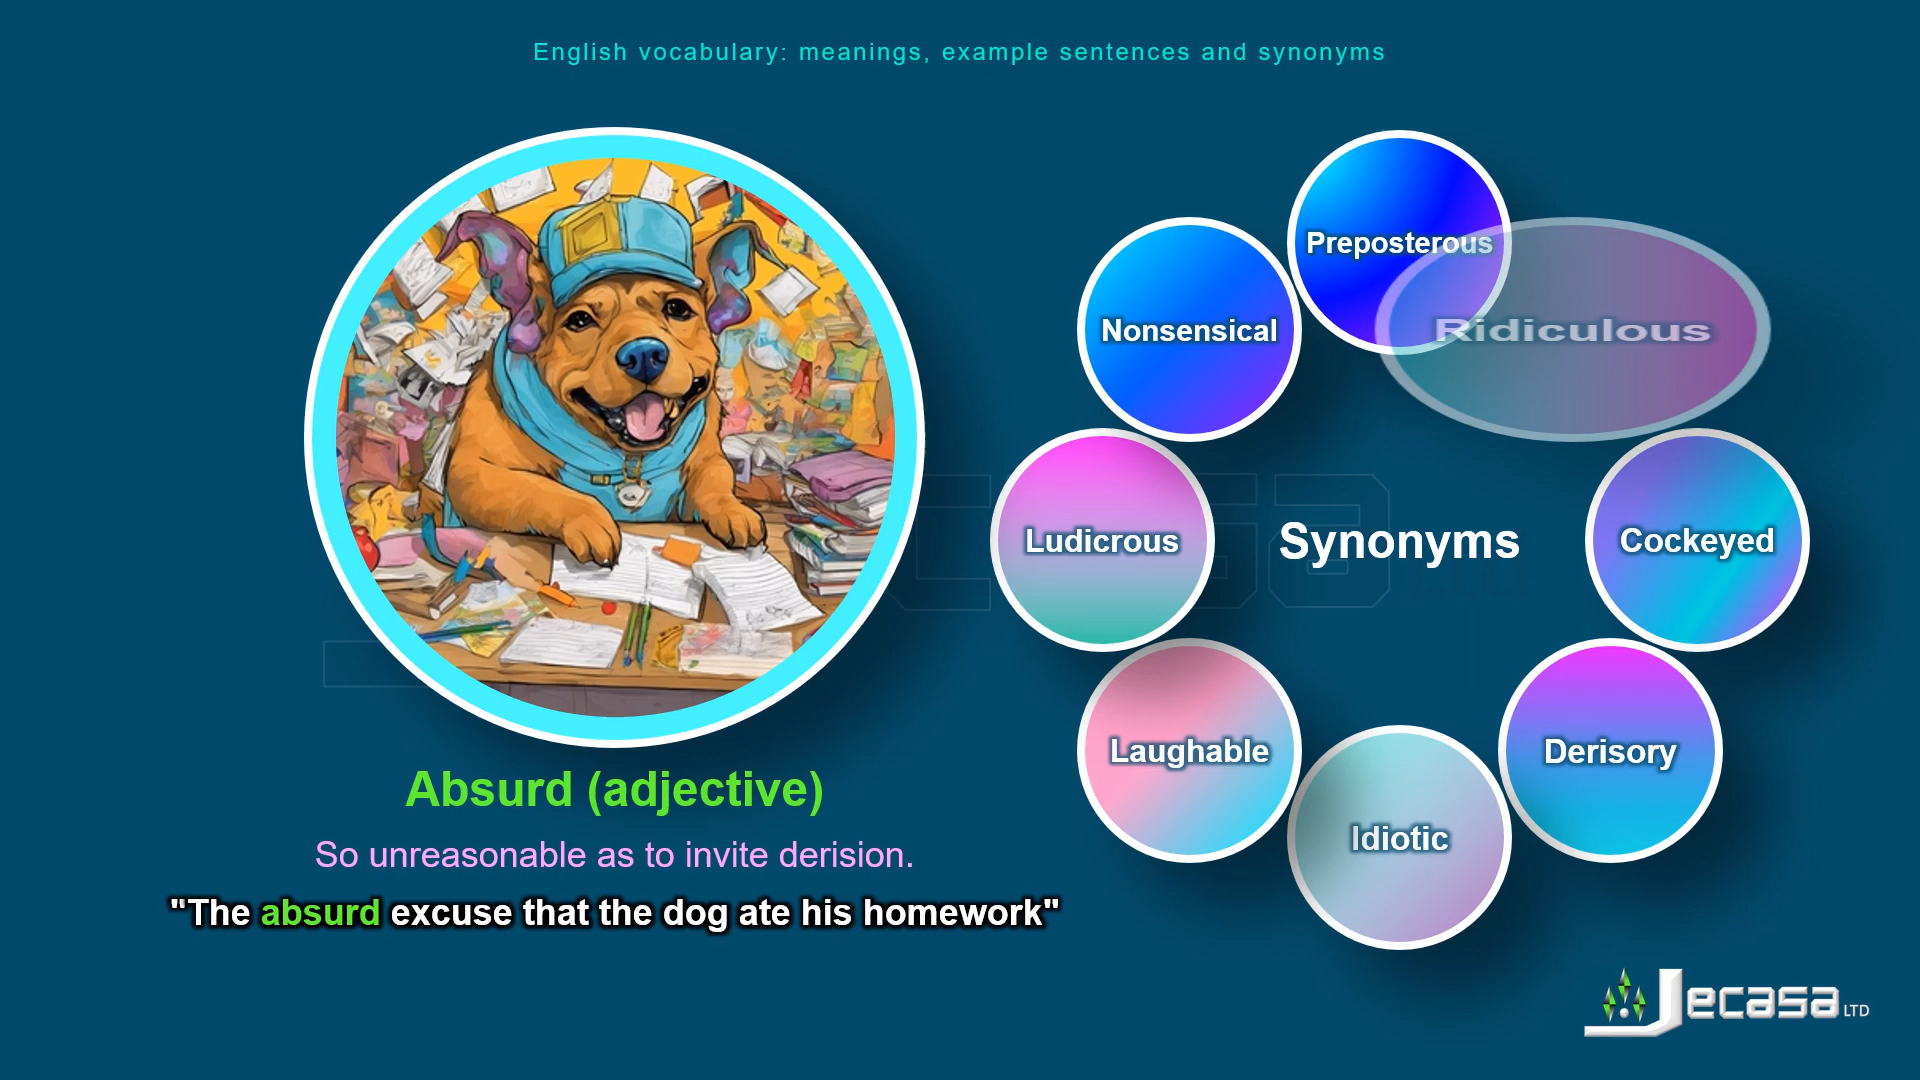 English vocabulary: meanings, example sentences and synonyms
Absurd (adjective)
So unreasonable as to invite derision.
"The absurd excuse that the dog ate his homework"
Synonyms
Preposterous
Ridiculous
Cockeyed
Derisory
Idiotic
Laughable
Ludicrous
Nonsensical
Jecasa LTD